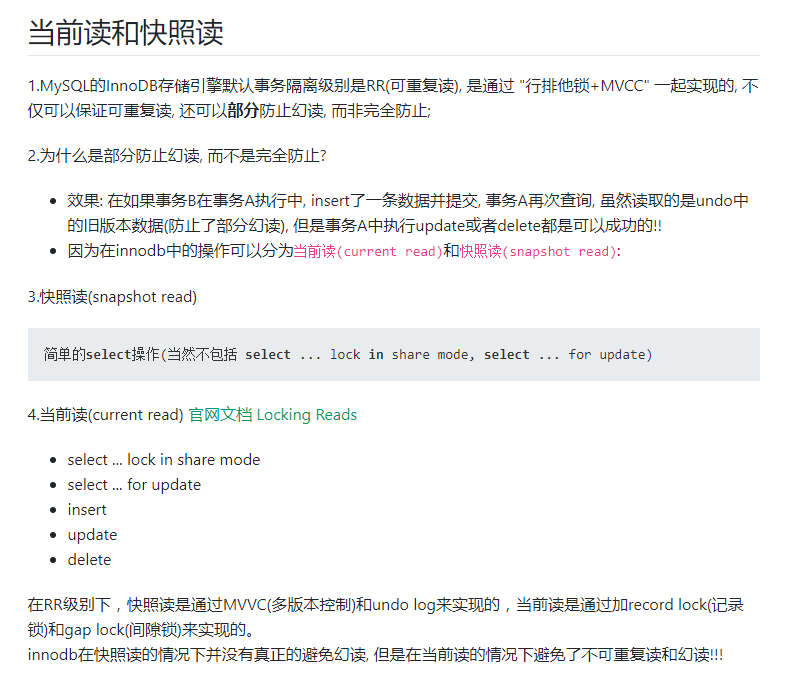 当前读和快照读
1.MySQL的InnoDB存储引擎默认事务隔离级别是RR(可重复读), 是通过 "行排他锁+MVCC" 一起实现的, 不
仅可以保证可重复读, 还可以部分防止幻读, 而非完全防止;
2.为什么是部分防止幻读, 而不是完全防止?
• 效果: 在如果事务B在事务A执行中, insert了一条数据并提交, 事务A再次查询, 虽然读取的是undo中
的旧版本数据(防止了部分幻读), 但是事务A中执行update或者delete都是可以成功的!!
• 因为在innodb中的操作可以分为当前读(current read)和快照读(snapshot read):
3.快照读(snapshot read)
简单的select操作(当然不包括 select ... lock in share mode, select ... for update)
4.当前读(current read) 官网文档 Locking Reads
• select ... lock in share mode
• select ... for update
• insert
• update
• delete
在RR级别下，快照读是通过MVVC(多版本控制)和undo log来实现的，当前读是通过加record lock(记录
锁)和gap lock(间隙锁)来实现的。
innodb在快照读的情况下并没有真正的避免幻读, 但是在当前读的情况下避免了不可重复读和幻读!!!